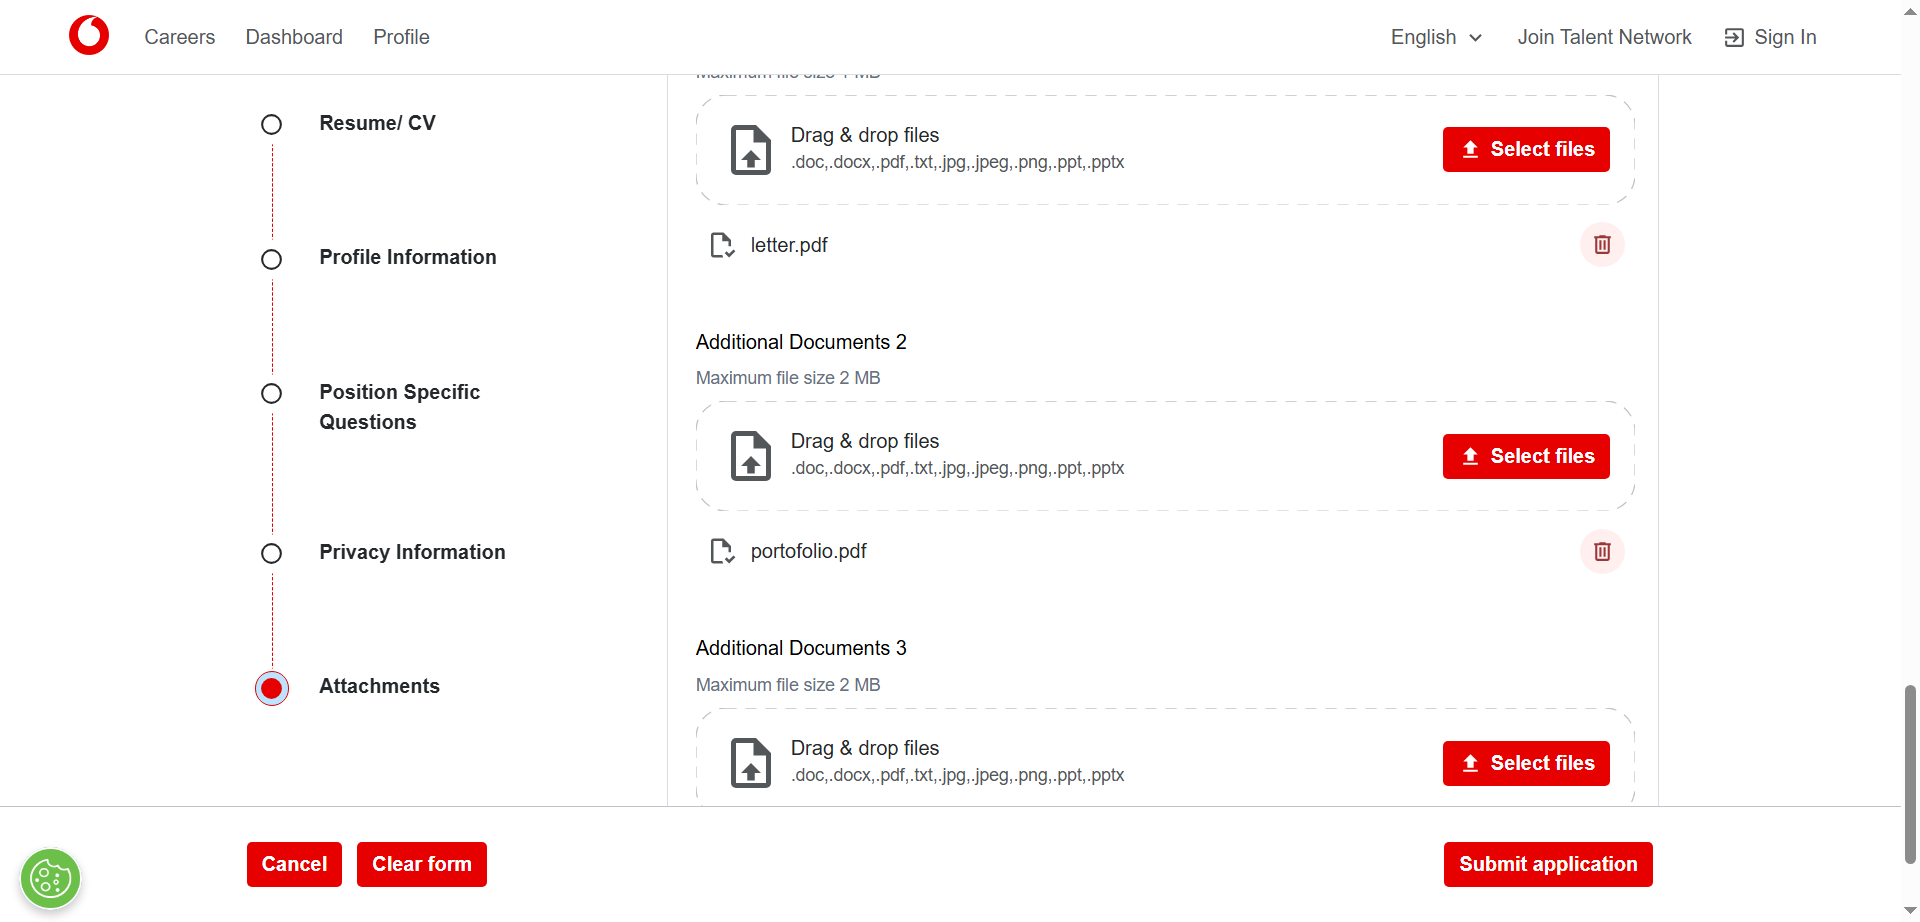 Careers Dashboard Profile English Join Talent Network Sign In
Resume/ CV
Profile Information
Position Specific
Questions
Privacy Information
Attachments
Drag & drop files
.doc,.docx,.pdf,.txt,.jpg,.jpeg,.png,.ppt,.pptx
Select files
letter.pdf
Additional Documents 2
Maximum file size 2 MB
Drag & drop files
.doc,.docx,.pdf,.txt,.jpg,.jpeg,.png,.ppt,.pptx
Select files
portofolio.pdf
Additional Documents 3
Maximum file size 2 MB
Drag & drop files
.doc,.docx,.pdf,.txt,.jpg,.jpeg,.png,.ppt,.pptx
Select files
Cancel Clear form Submit application